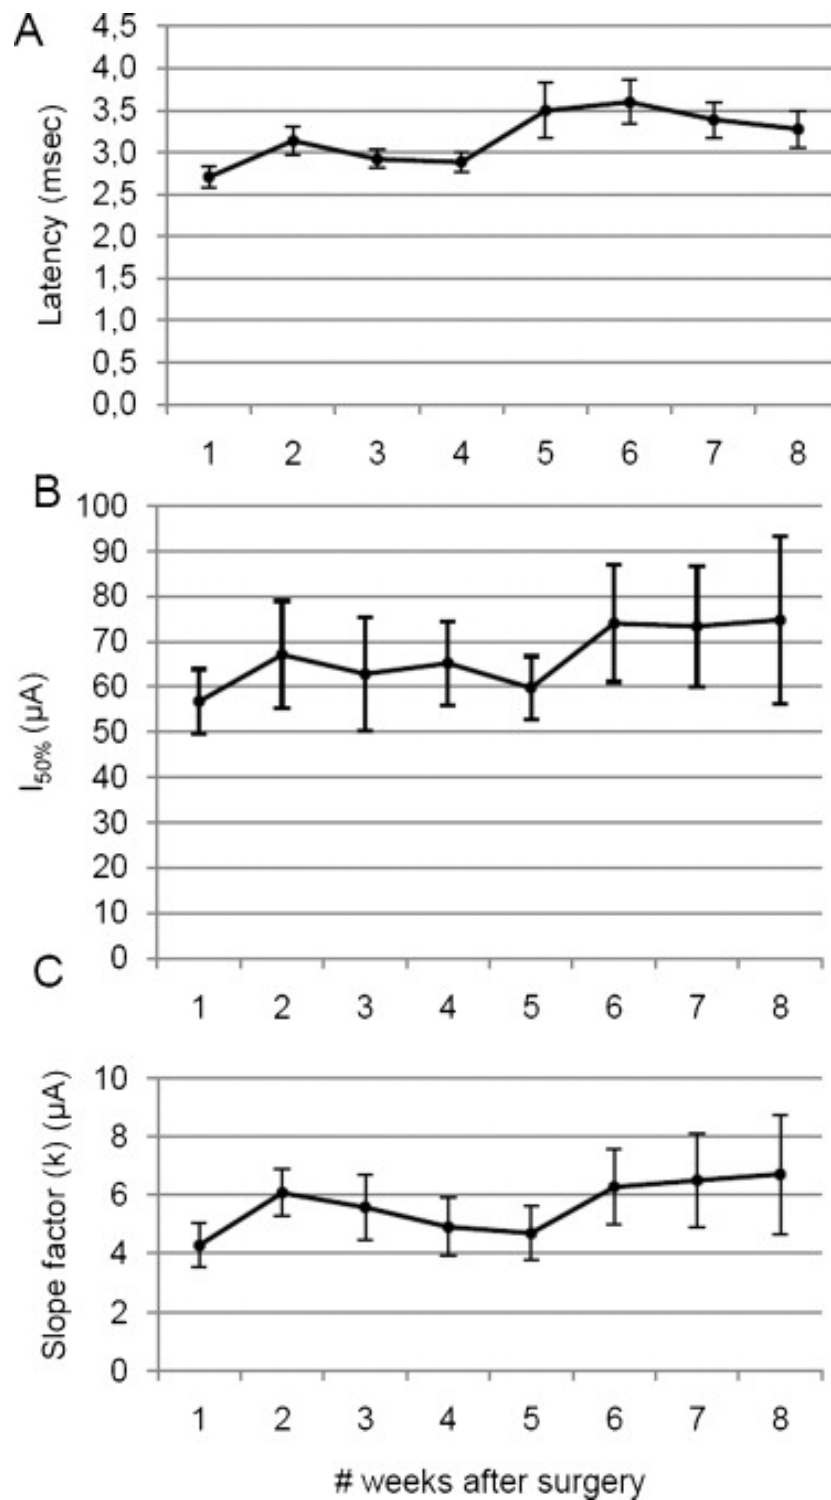 A
Latency (msec)
4,5
4,0
3,5
3,0
2,5
2,0
1,5
1,0
0,5
0,0
1 2 3 4 5 6 7 8
B
I50% (µA)
100
90
80
70
60
50
40
30
20
10
0
1 2 3 4 5 6 7 8
C
Slope factor (k) (µA)
10
8
6
4
2
0
1 2 3 4 5 6 7 8
# weeks after surgery